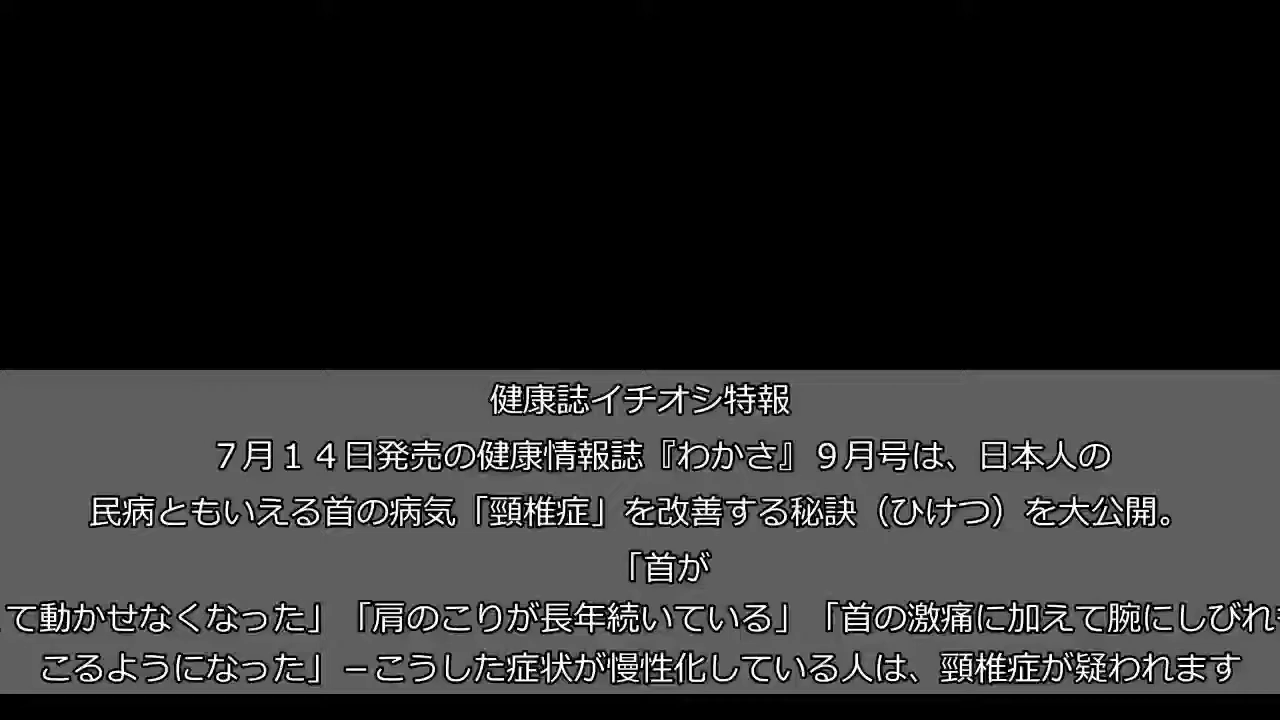 健康誌イチオシ特報
７月１４日発売の健康情報誌『わかさ』９月号は、日本人の
民病ともいえる首の病気「頸椎症」を改善する秘訣（ひけつ）を大公開。
「首が
て動かせなくなった」「肩のこりが長年続いている」「首の激痛に加えて腕にしびれ
こるようになった」－こうした症状が慢性化している人は、頸椎症が疑われます